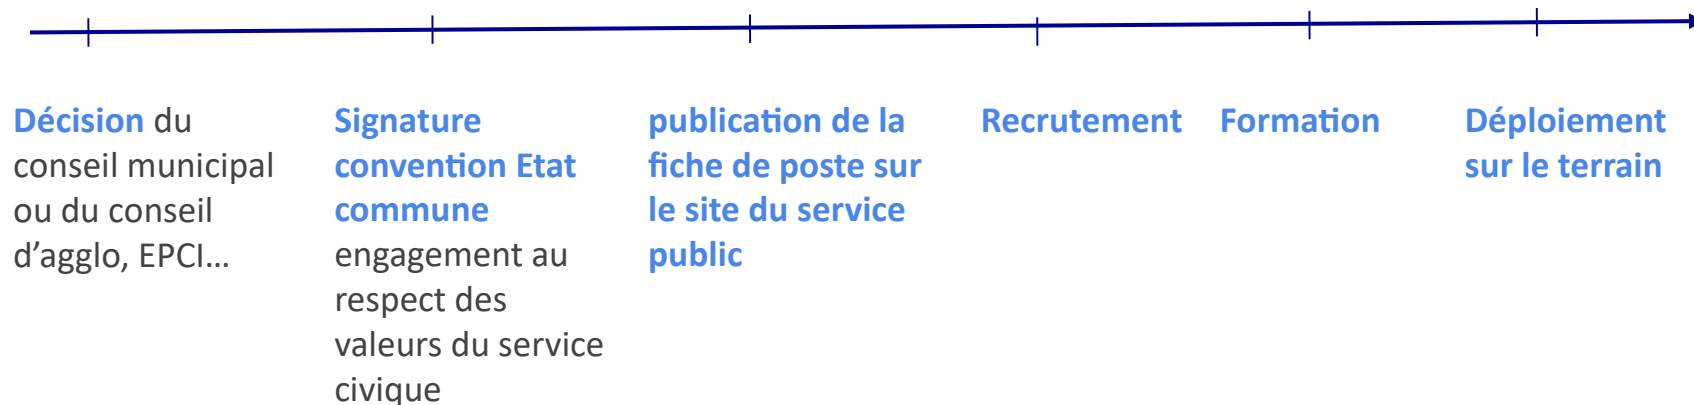 Décision du
conseil municipal
ou du conseil
d’agglo, EPCI…
Signature
convention Etat
commune
engagement au
respect des
valeurs du service
civique
publication de la
fiche de poste sur
le site du service
public
Recrutement
Formation
Déploiement
sur le terrain